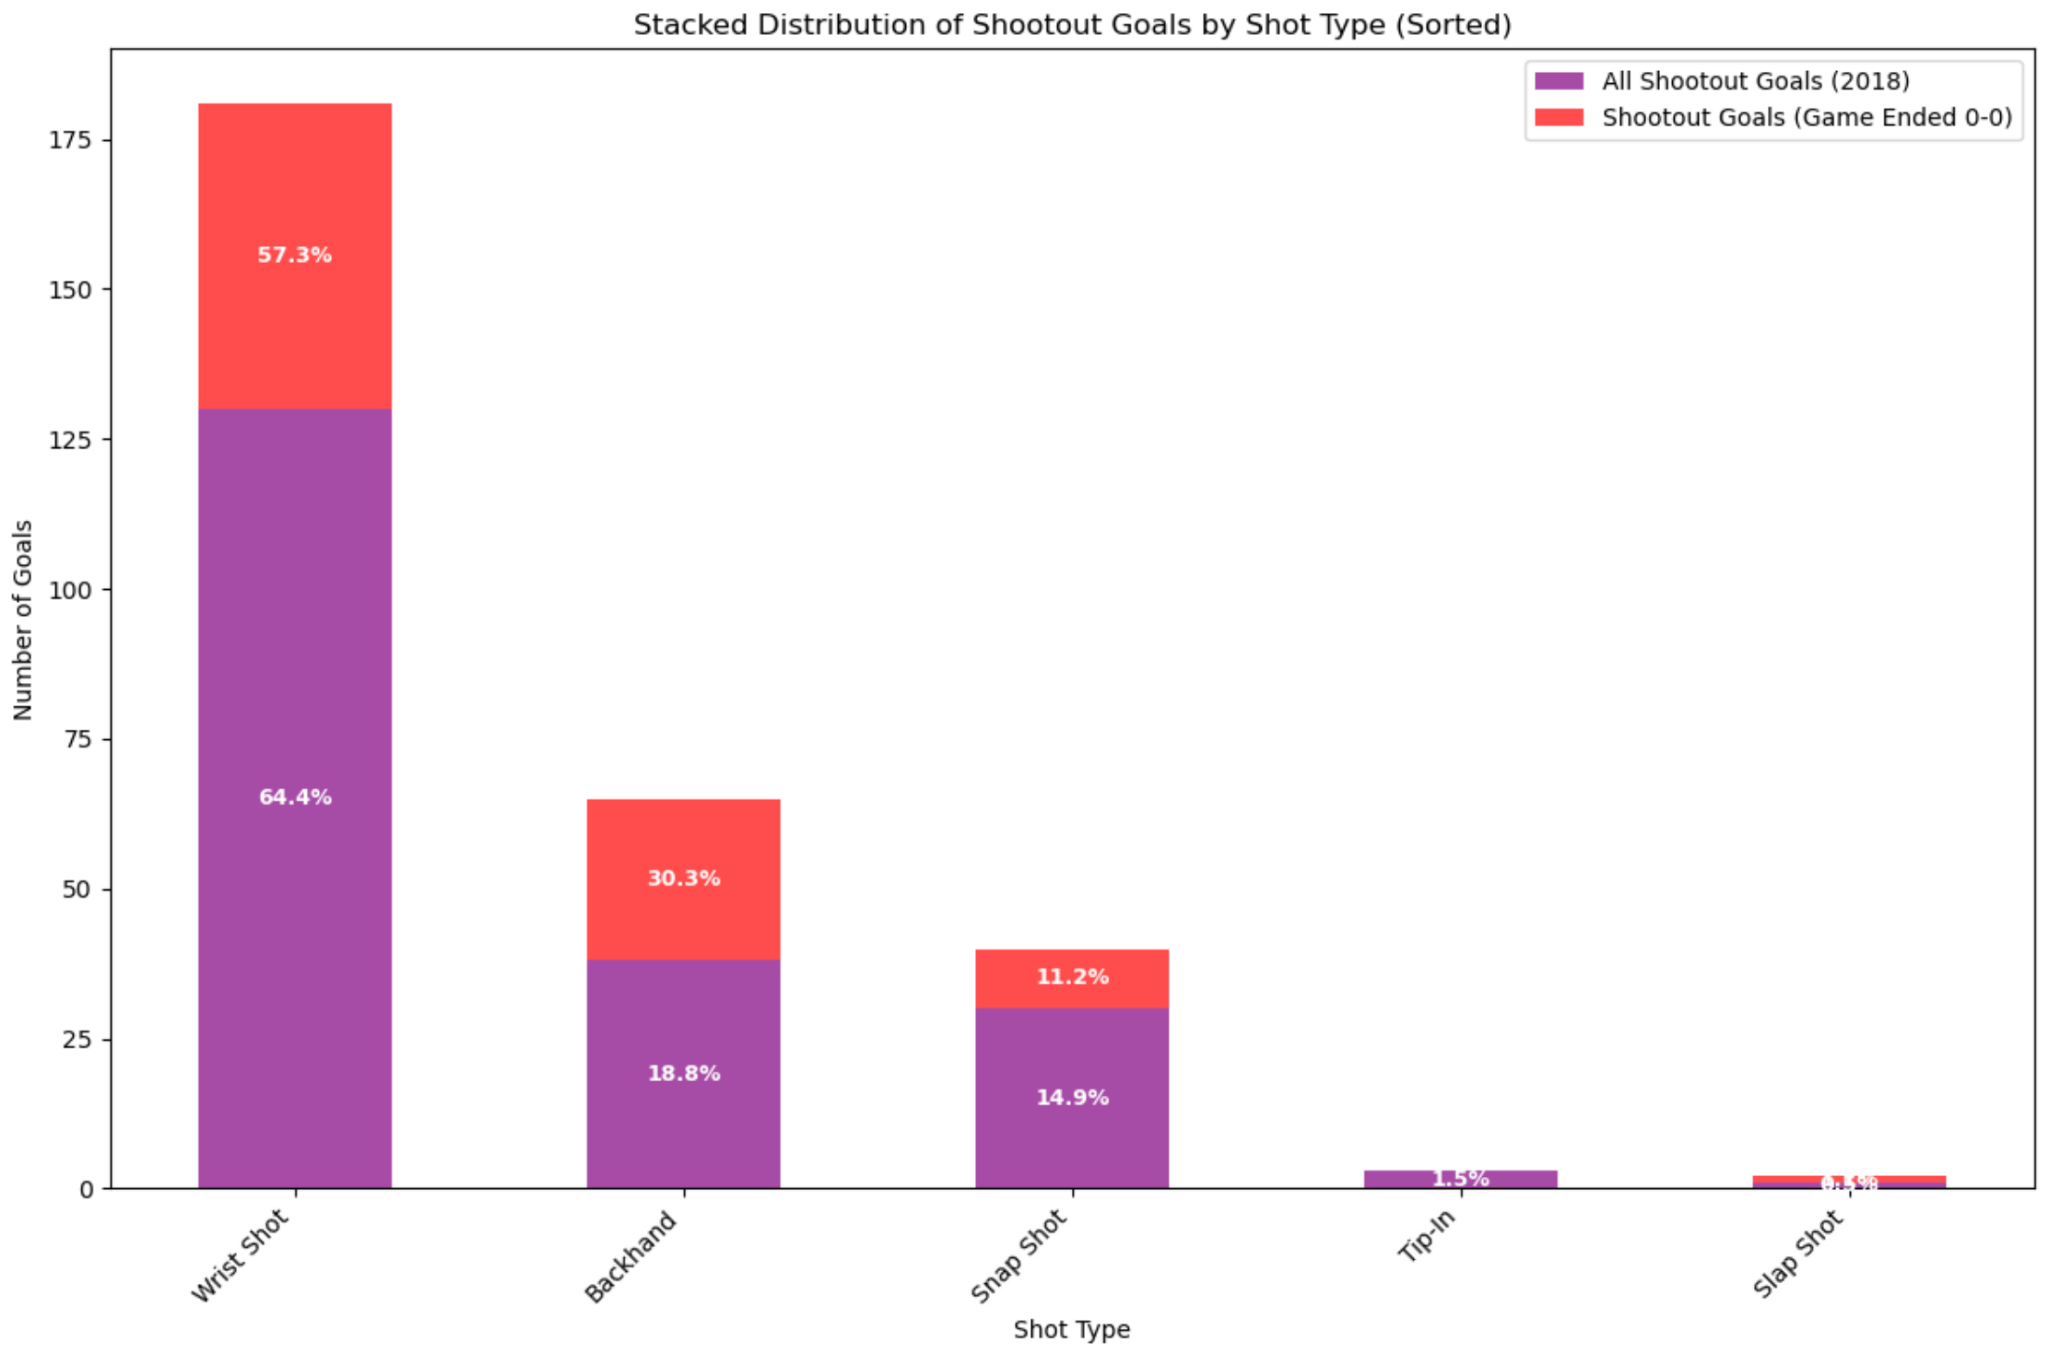 Stacked Distribution of Shootout Goals by Shot Type (Sorted)
All Shootout Goals (2018)
Shootout Goals (Game Ended 0-0)
175
150
125
100
75
50
25
0
Number of Goals
57.3%
64.4%
30.3%
18.8%
11.2%
14.9%
1.5%
Wrist Shot
Backhand
Snap Shot
Tip-In
Slap Shot
Shot Type